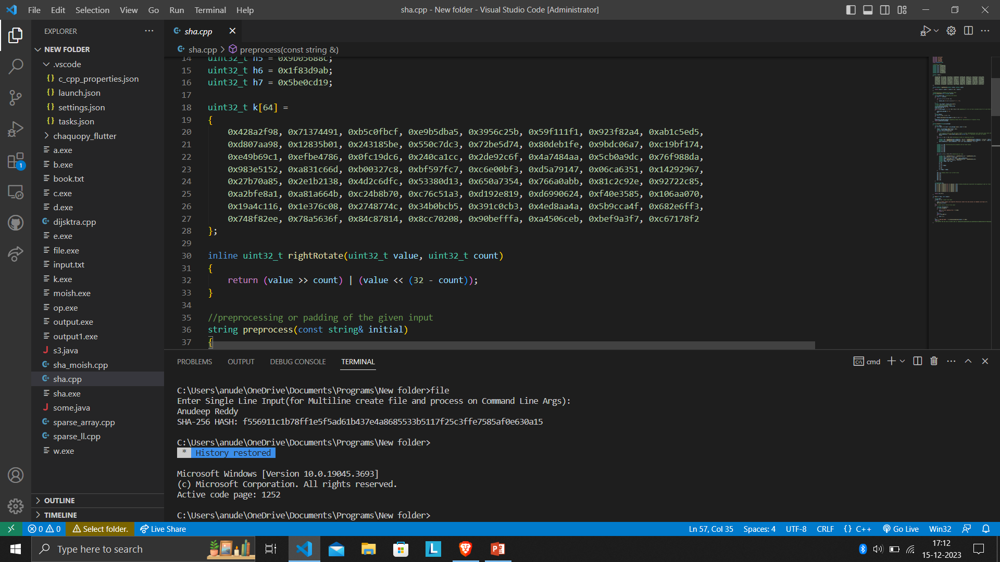 File Edit Selection View Go Run Terminal Help
sha.cpp - New folder - Visual Studio Code [Administrator]
EXPLORER
NEW FOLDER
.vscode
c_cpp_properties.json
launch.json
settings.json
tasks.json
chaquopy_flutter
a.exe
b.exe
book.txt
c.exe
d.exe
dijsktra.cpp
e.exe
file.exe
input.txt
k.exe
moish.exe
op.exe
output.exe
output1.exe
s3.java
sha_moish.cpp
sha.cpp
sha.exe
some.java
sparse_array.cpp
sparse_ll.cpp
w.exe
OUTLINE
TIMELINE
1
sha.cpp
sha.cpp > preprocess(const string &)
14 uint32_t h5 = 0x9b05688c;
15 uint32_t h6 = 0x1f83d9ab;
16 uint32_t h7 = 0x5be0cd19;
17
18 uint32_t k[64] =
19 {
20 0x428a2f98, 0x71374491, 0xb5c0fbcf, 0xe9b5dba5, 0x3956c25b, 0x59f111f1, 0x923f82a4, 0xab1c5ed5,
21 0xd807aa98, 0x12835b01, 0x243185be, 0x550c7dc3, 0x72be5d74, 0x80deb1fe, 0x9bdc06a7, 0xc19bf174,
22 0xe49b69c1, 0xefbe4786, 0x0fc19dc6, 0x240ca1cc, 0x2de92c6f, 0x4a7484aa, 0x5cb0a9dc, 0x76f988da,
23 0x983e5152, 0xa831c66d, 0xb00327c8, 0xbf597fc7, 0xc6e00bf3, 0xd5a79147, 0x06ca6351, 0x14292967,
24 0x27b70a85, 0x2e1b2138, 0x4d2c6dfc, 0x53380d13, 0x650a7354, 0x766a0abb, 0x81c2c92e, 0x92722c85,
25 0xa2bfe8a1, 0xa81a664b, 0xc24b8b70, 0xc76c51a3, 0xd192e819, 0xd6990624, 0xf40e3585, 0x106aa070,
26 0x19a4c116, 0x1e376c08, 0x2748774c, 0x34b0bcb5, 0x391c0cb3, 0x4ed8aa4a, 0x5b9cca4f, 0x682e6ff3,
27 0x748f82ee, 0x78a5636f, 0x84c87814, 0x8cc70208, 0x90befffa, 0xa4506ceb, 0xbef9a3f7, 0xc67178f2
28 };
29
30 inline uint32_t rightRotate(uint32_t value, uint32_t count)
31 {
32 return (value >> count) | (value << (32 - count));
33 }
34
35 //preprocessing or padding of the given input
36 string preprocess(const string& initial)
37 {
PROBLEMS OUTPUT DEBUG CONSOLE TERMINAL
cmd
C:\Users\anude\OneDrive\Documents\Programs\New folder>file
Enter Single Line Input(for Multiline create file and process on Command Line Args):
Anudeep Reddy
SHA-256 HASH: f556911c1b78ff1e5f5ad61b437e4a8685533b5117f25c3ffe7585af0e630a15
C:\Users\anude\OneDrive\Documents\Programs\New folder>
* History restored
Microsoft Windows [Version 10.0.19045.3693]
(c) Microsoft Corporation. All rights reserved.
Active code page: 1252
C:\Users\anude\OneDrive\Documents\Programs\New folder>
0 0 Select folder. Live Share
Ln 57, Col 35 Spaces: 4 UTF-8 CRLF {} C++ Go Live Win32
Type here to search
L
17:12
15-12-2023